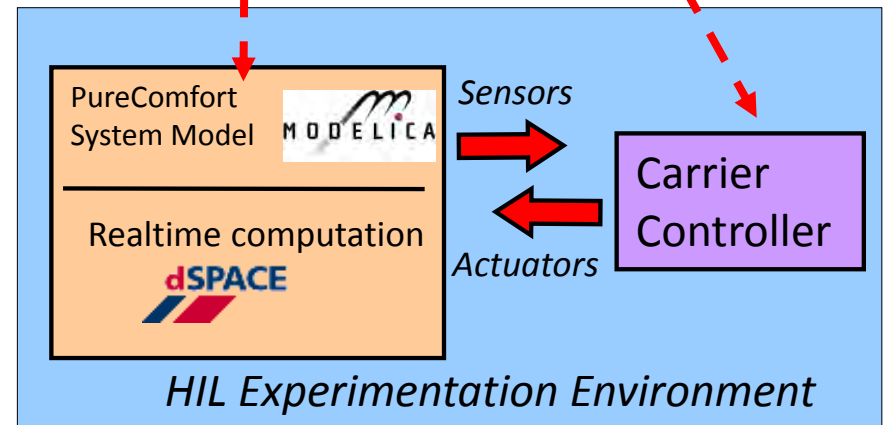 PureComfort
System Model
MODELICA
Realtime computation
dSPACE
Sensors
Actuators
Carrier
Controller
HIL Experimentation Environment